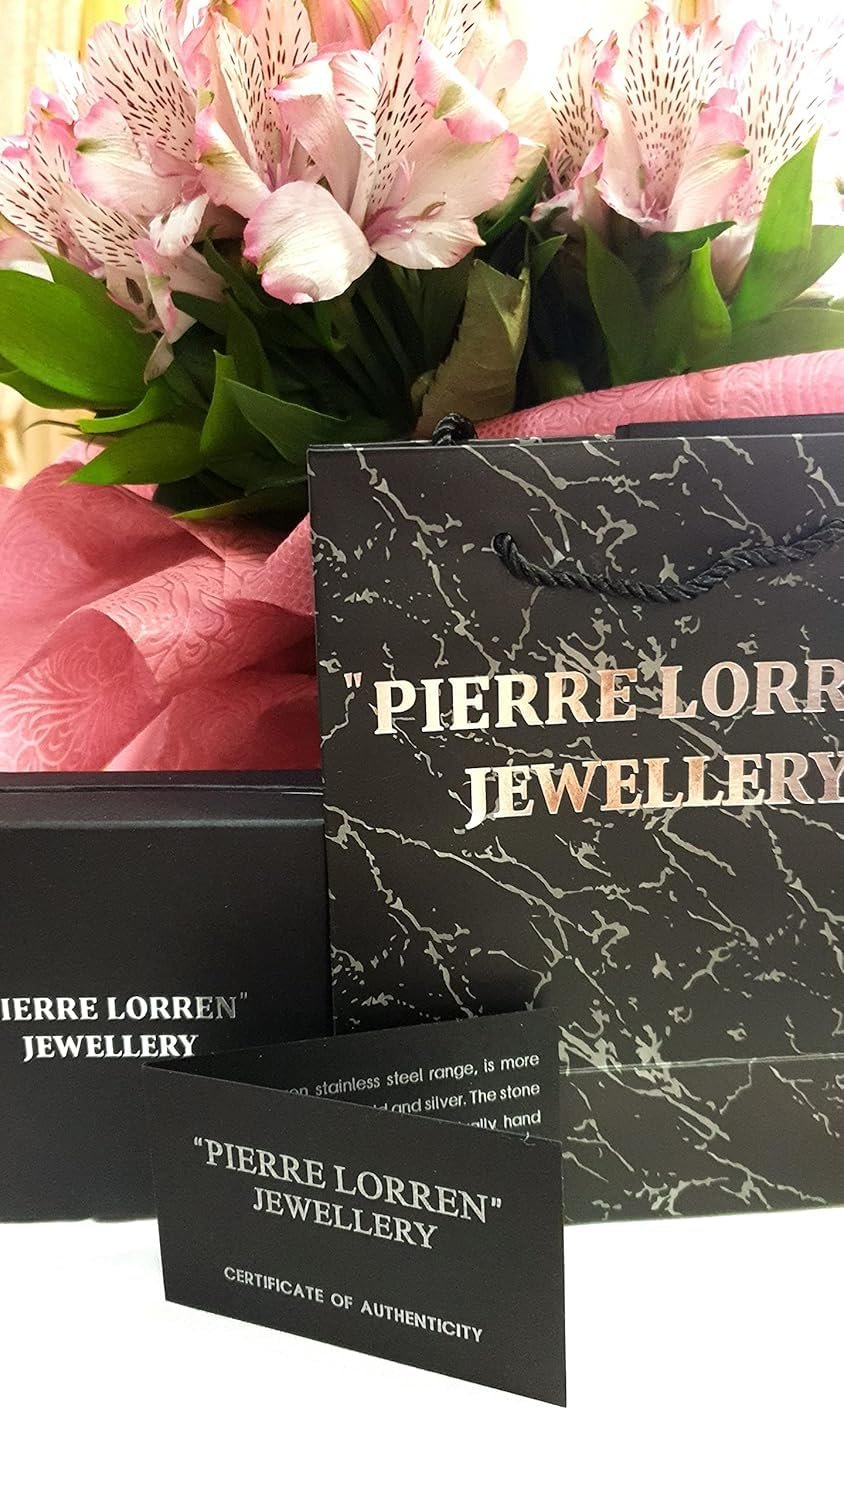 "PIERRE LORR
JEWELLERY
IERRE LORREN"
JEWELLERY
stainless steel range, is more
and silver. The stone
hand
"PIERRE LORREN"
JEWELLERY
CERTIFICATE OF AUTHENTICITY